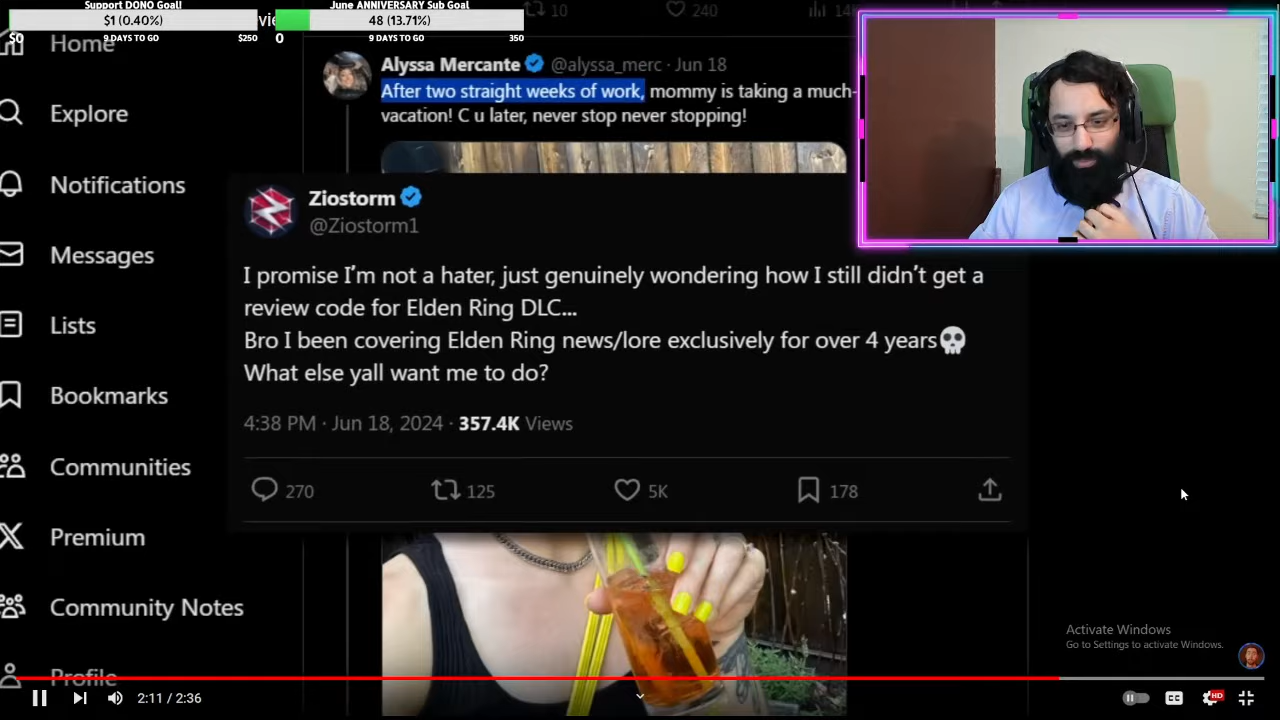 Support DONO Goal!
$1 (0.40%)
$0 9 DAYS TO GO $250
June ANNIVERSARY Sub Goal
48 (13.71%)
0 9 DAYS TO GO 350
10 240
Home
Explore
Notifications
Messages
Lists
Bookmarks
Communities
Premium
Community Notes
Profile
Alyssa Mercante @alyssa_merc · Jun 18
After two straight weeks of work, mommy is taking a much-
vacation! C u later, never stop never stopping!
Ziostorm
@Ziostorm1
I promise I'm not a hater, just genuinely wondering how I still didn't get a
review code for Elden Ring DLC...
Bro I been covering Elden Ring news/lore exclusively for over 4 years💀
What else yall want me to do?
4:38 PM · Jun 18, 2024 · 357.4K Views
270 125 5K 178
Activate Windows
Go to Settings to activate Windows.
2:11 / 2:36
CC HD